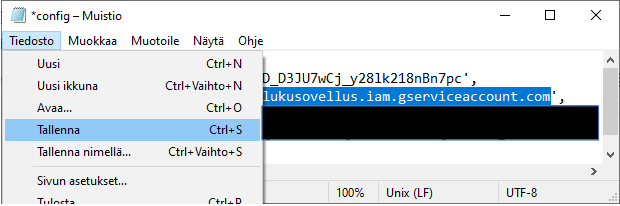 *config – Muistio
Tiedosto Muokkaa Muotoile Näytä Ohje
Uusi Ctrl+N
Uusi ikkuna Ctrl+Vaihto+N
D_D3JU7wCj_y28lk218nBn7pc',
lukusovellus.iam.gserviceaccount.com',
Avaa... Ctrl+O
Tallenna Ctrl+S
Tallenna nimellä... Ctrl+Vaihto+S
Sivun asetukset...
Tulosta Ctrl+P
100% Unix (LF) UTF-8